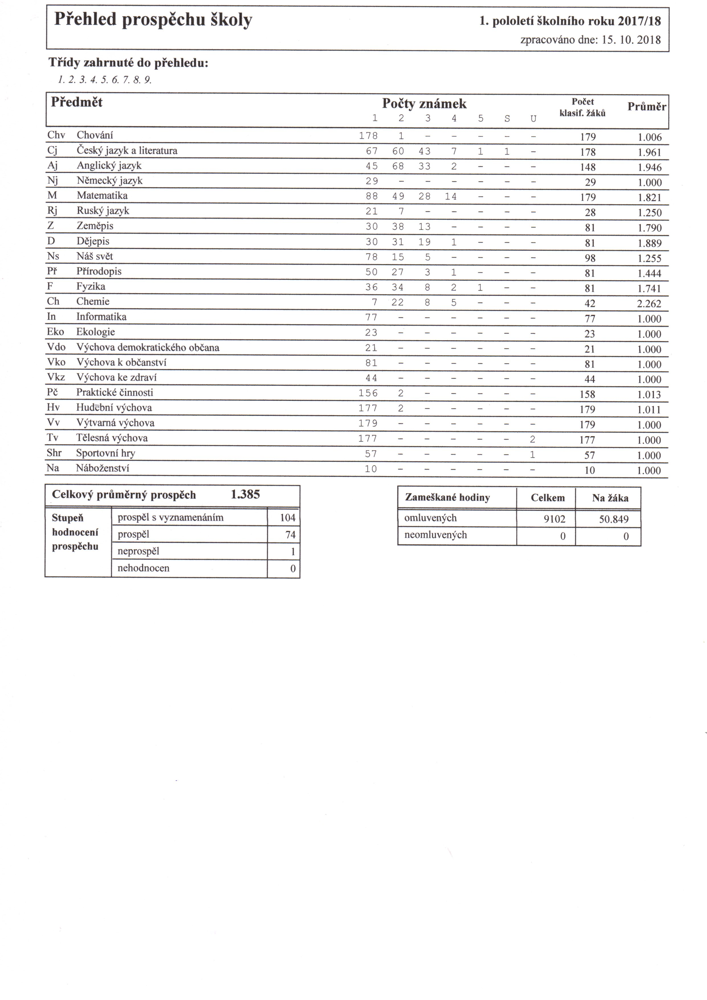 Přehled prospěchu školy
1. pololetí školního roku 2017/18
zpracováno dne: 15. 10. 2018
Třídy zahrnuté do přehledu:
1. 2. 3. 4. 5. 6. 7. 8. 9.
Předmět Počty známek Počet klasif. žáků Průměr
1 2 3 4 5 S U
Chv Chování 178 1 - - - - - 179 1.006
Cj Český jazyk a literatura 67 60 43 7 1 1 - 178 1.961
Aj Anglický jazyk 45 68 33 2 - - - 148 1.946
Nj Německý jazyk 29 - - - - - - 29 1.000
M Matematika 88 49 28 14 - - - 179 1.821
Rj Ruský jazyk 21 7 - - - - - 28 1.250
Z Zeměpis 30 38 13 - - - - 81 1.790
D Dějepis 30 31 19 1 - - - 81 1.889
Ns Náš svět 78 15 5 - - - - 98 1.255
Př Přírodopis 50 27 3 1 - - - 81 1.444
F Fyzika 36 34 8 2 1 - - 81 1.741
Ch Chemie 7 22 8 5 - - - 42 2.262
In Informatika 77 - - - - - - 77 1.000
Eko Ekologie 23 - - - - - - 23 1.000
Vdo Výchova demokratického občana 21 - - - - - - 21 1.000
Vko Výchova k občanství 81 - - - - - - 81 1.000
Vkz Výchova ke zdraví 44 - - - - - - 44 1.000
Pč Praktické činnosti 156 2 - - - - - 158 1.013
Hv Hudební výchova 177 2 - - - - - 179 1.011
Vv Výtvarná výchova 179 - - - - - - 179 1.000
Tv Tělesná výchova 177 - - - - - 2 177 1.000
Shr Sportovní hry 57 - - - - - 1 57 1.000
Na Náboženství 10 - - - - - - 10 1.000
Celkový průměrný prospěch 1.385
Stupeň hodnocení prospěchu
prospěl s vyznamenáním 104
prospěl 74
neprospěl 1
nehodnocen 0
Zameškané hodiny Celkem Na žáka
omluvených 9102 50.849
neomluvených 0 0